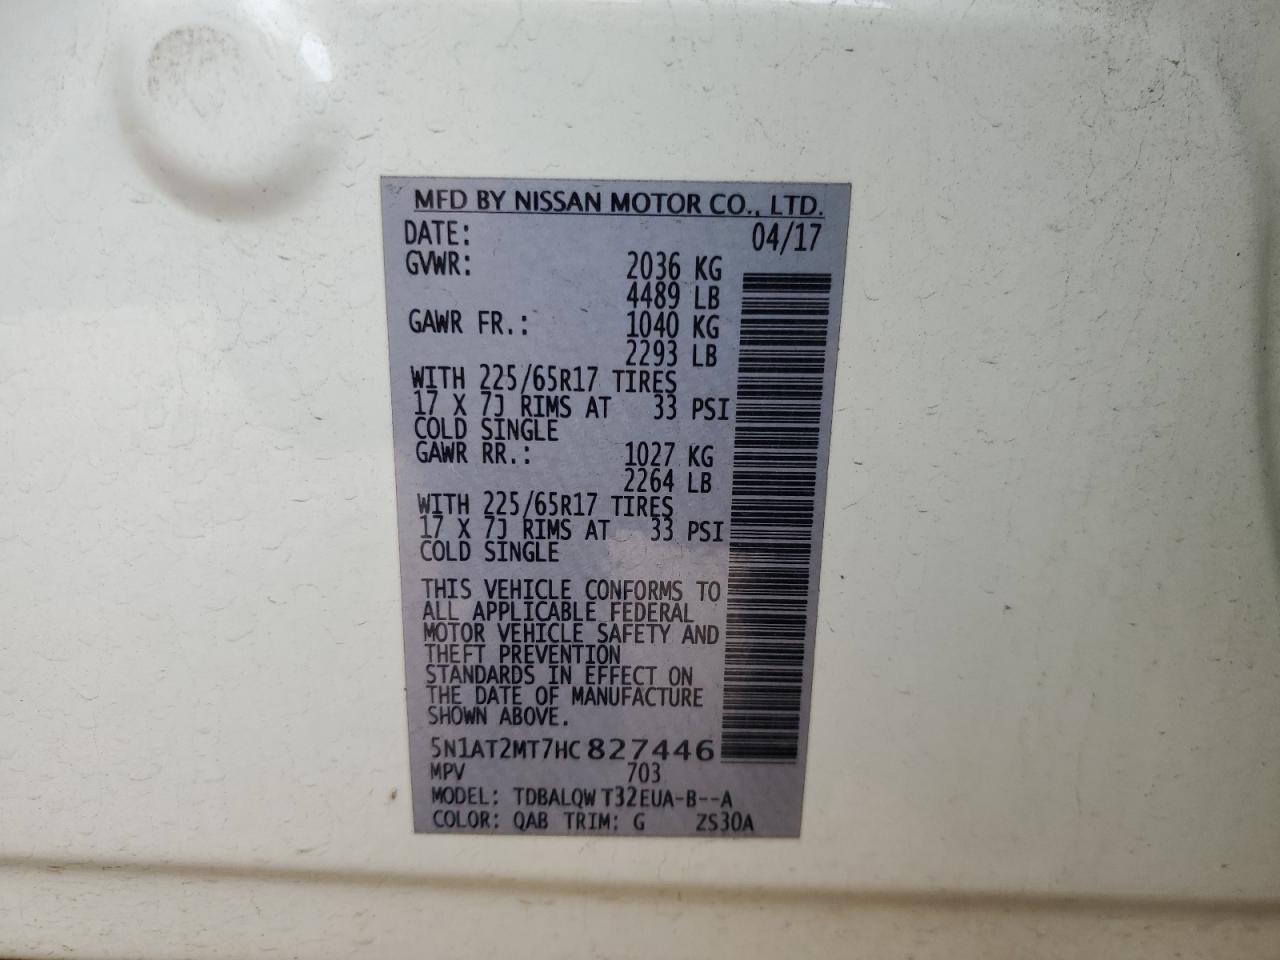 MFD BY NISSAN MOTOR CO., LTD.
DATE: 04/17
GVWR: 2036 KG
4489 LB
GAWR FR.: 1040 KG
2293 LB
WITH 225/65R17 TIRES
17 X 7J RIMS AT 33 PSI
COLD SINGLE
GAWR RR.: 1027 KG
2264 LB
WITH 225/65R17 TIRES
17 X 7J RIMS AT 33 PSI
COLD SINGLE
THIS VEHICLE CONFORMS TO
ALL APPLICABLE FEDERAL
MOTOR VEHICLE SAFETY AND
THEFT PREVENTION
STANDARDS IN EFFECT ON
THE DATE OF MANUFACTURE
SHOWN ABOVE.
5N1AT2MT7HC827446
MPV 703
MODEL: TDBALQW T32EUA-B--A
COLOR: QAB TRIM: G ZS30A